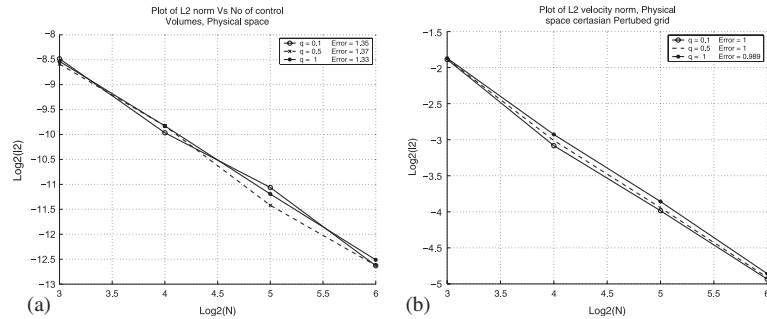 Plot of L2 norm Vs No of control
Volumes, Physical space
q = 0.1 Error = 1.35
q = 0.5 Error = 1.37
q = 1 Error = 1.33
Log2(l2)
-8
-8.5
-9
-9.5
-10
-10.5
-11
-11.5
-12
-12.5
-13
3 3.5 4 4.5 5 5.5 6
Log2(N)
(a)
Plot of L2 velocity norm, Physical
space certasian Pertubed grid
q = 0.1 Error = 1
q = 0.5 Error = 1
q = 1 Error = 0.989
Log2(l2)
-1.5
-2
-2.5
-3
-3.5
-4
-4.5
-5
3 3.5 4 4.5 5 5.5 6
Log2(N)
(b)